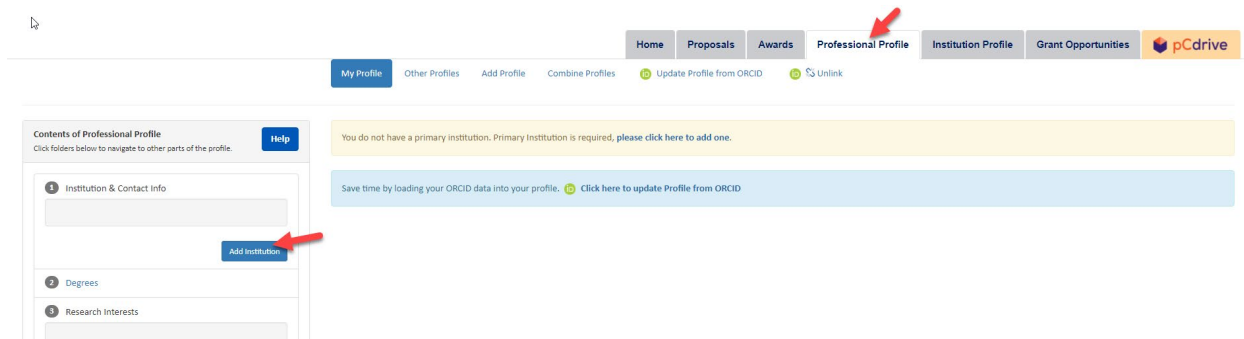 Home Proposals Awards Professional Profile Institution Profile Grant Opportunities pCdrive
My Profile Other Profiles Add Profile Combine Profiles iD Update Profile from ORCID iD Unlink
Contents of Professional Profile
Help
Click folders below to navigate to other parts of the profile.
You do not have a primary institution. Primary Institution is required, please click here to add one.
1 Institution & Contact Info
Save time by loading your ORCID data into your profile. iD Click here to update Profile from ORCID
Add Institution
2 Degrees
3 Research Interests